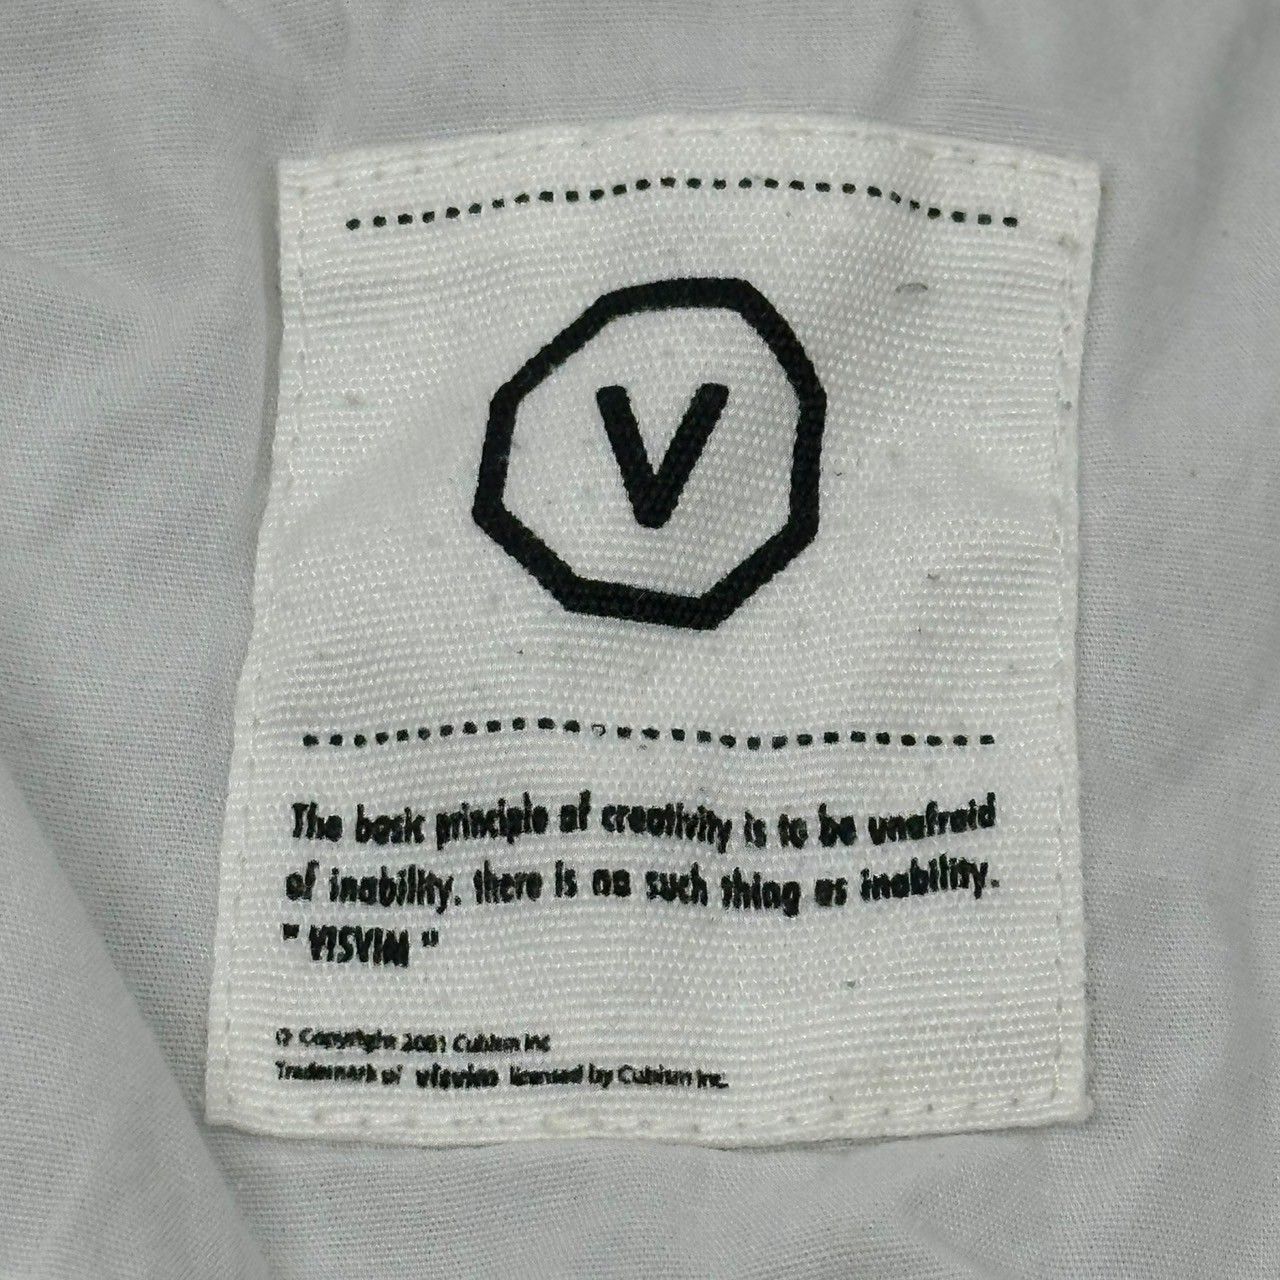 V
The basic principle of creativity is to be unafraid
of inability. there is no such thing as inability.
" VISVIM "
© Copyright 2001 Cubism Inc
Trademark of visvim licensed by Cubism Inc.